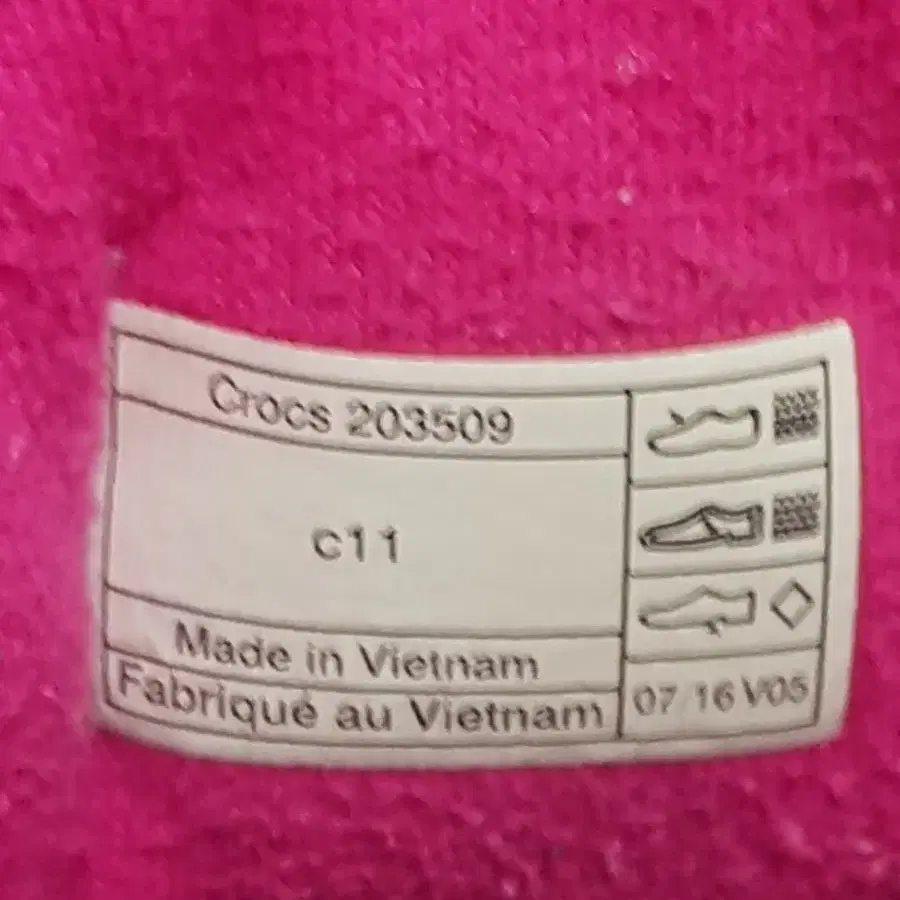 Crocs 203509
c11
Made in Vietnam
Fabriqué au Vietnam
07 16 V05